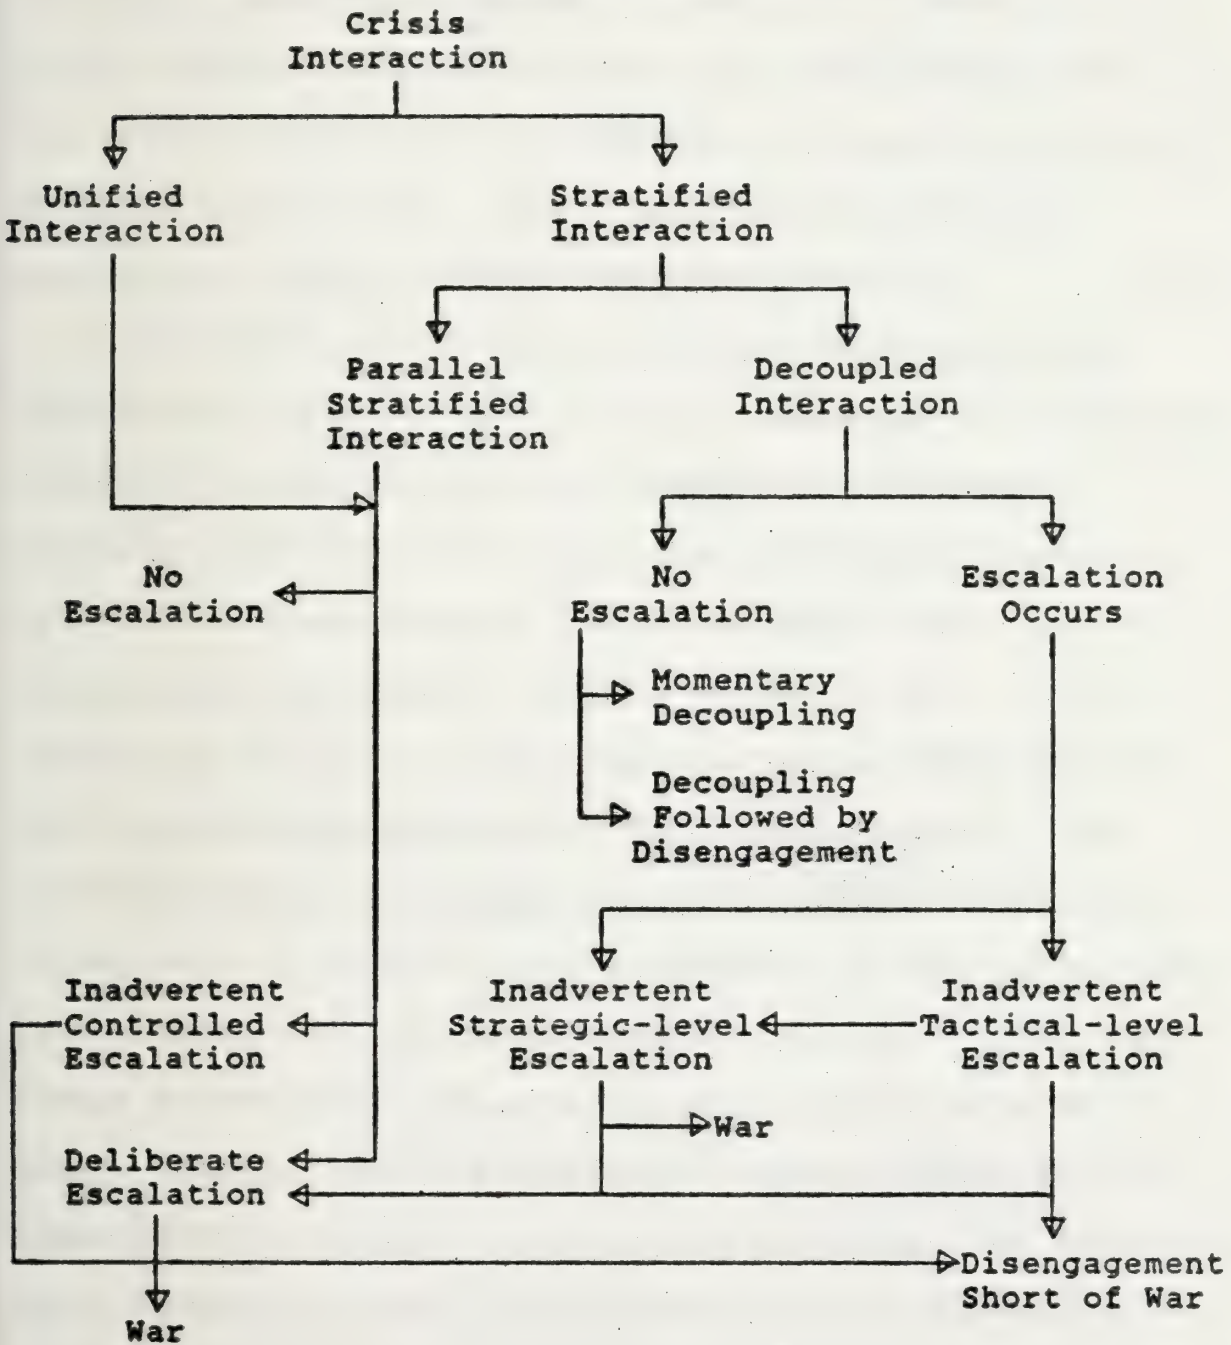 Crisis
Interaction
Unified
Interaction
Stratified
Interaction
Parallel
Stratified
Interaction
Decoupled
Interaction
No
Escalation
No
Escalation
Escalation
Occurs
Momentary
Decoupling
Decoupling
Followed by
Disengagement
Inadvertent
Controlled
Escalation
Inadvertent
Strategic-level
Escalation
Inadvertent
Tactical-level
Escalation
War
Deliberate
Escalation
Disengagement
Short of War
War